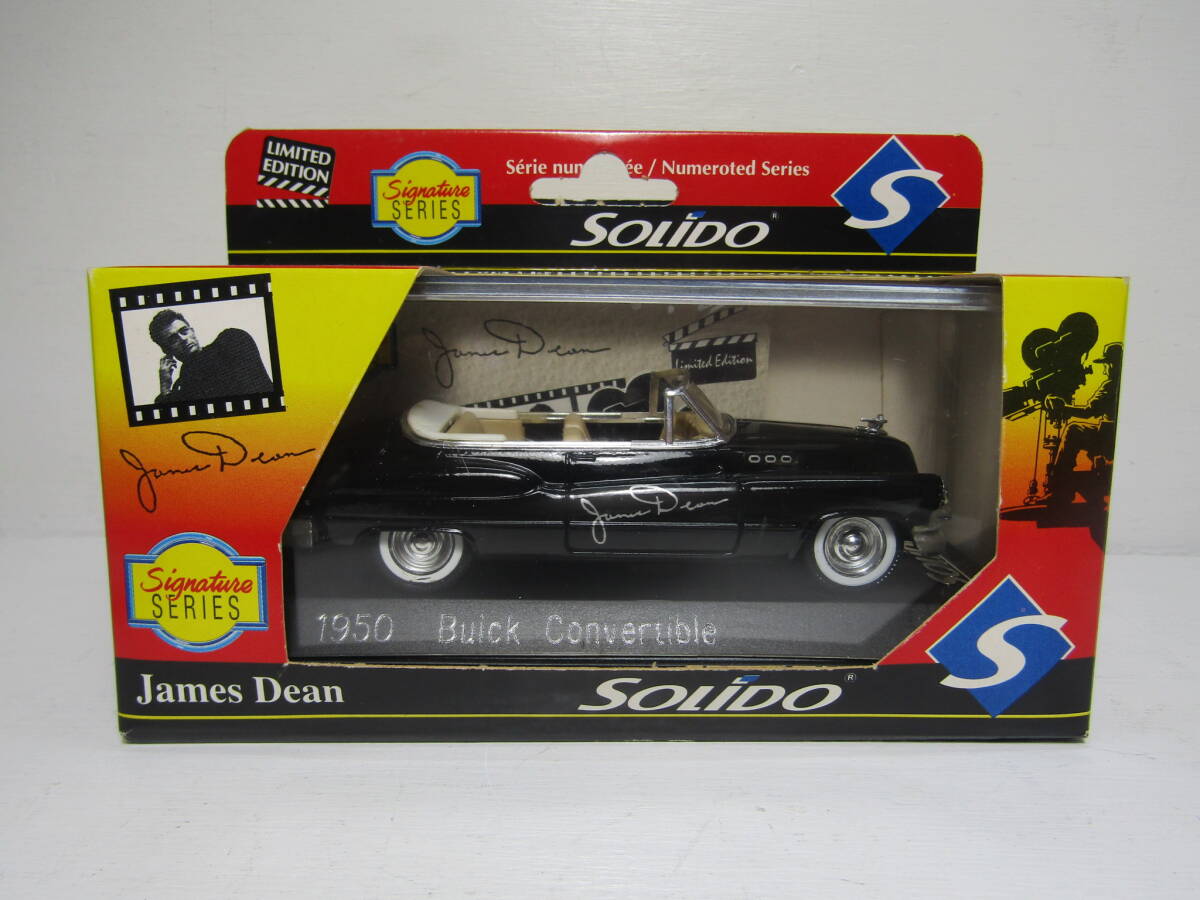 LIMITED
EDITION
Signature
SERIES
Série num ée / Numeroted Series
SOLIDO ®
S
James Dean
James Dean
Limited Edition
James Dean
Signature
SERIES
1950 Buick Convertible
James Dean
SOLIDO ®
S